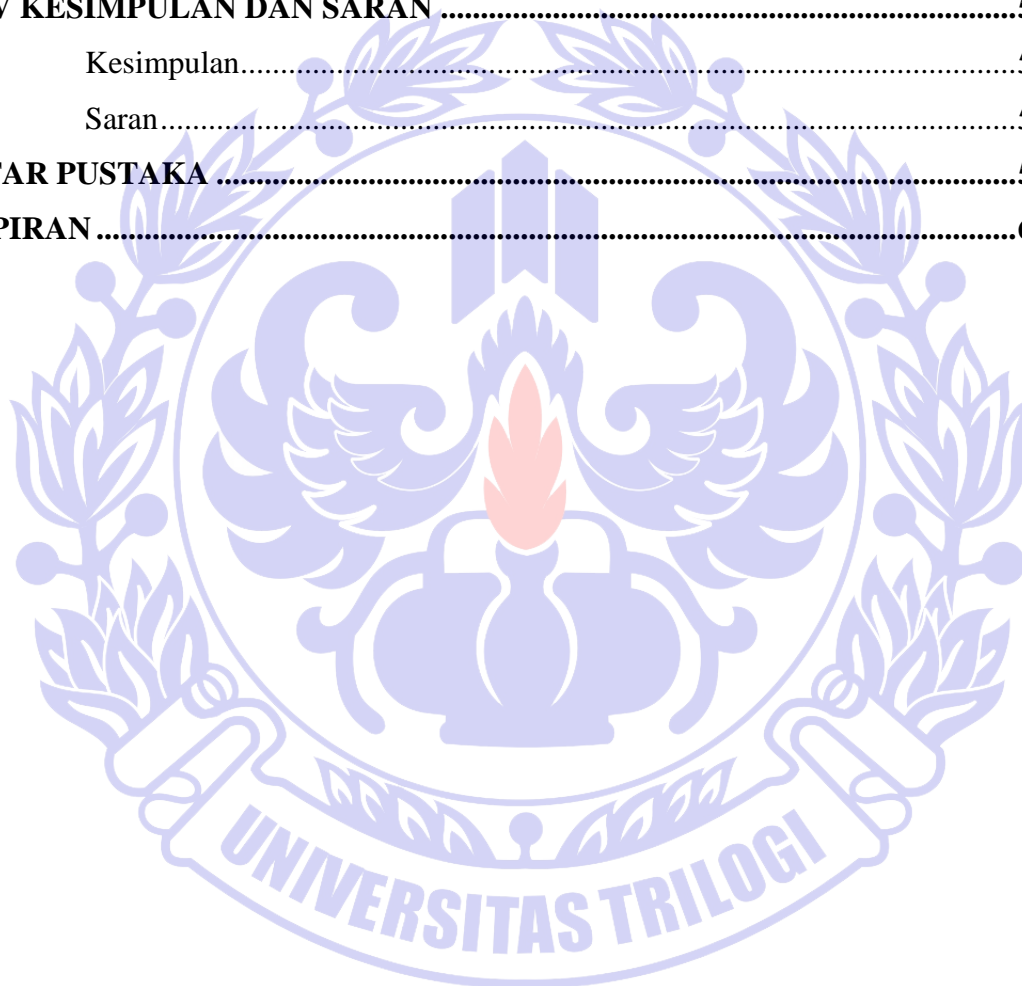 V KESIMPULAN DAN SARAN ........................................................................
Kesimpulan..................................................................................................
Saran............................................................................................................
TAR PUSTAKA ....................................................................................................
PIRAN ...................................................................................................................
UNIVERSITAS TRILOGI